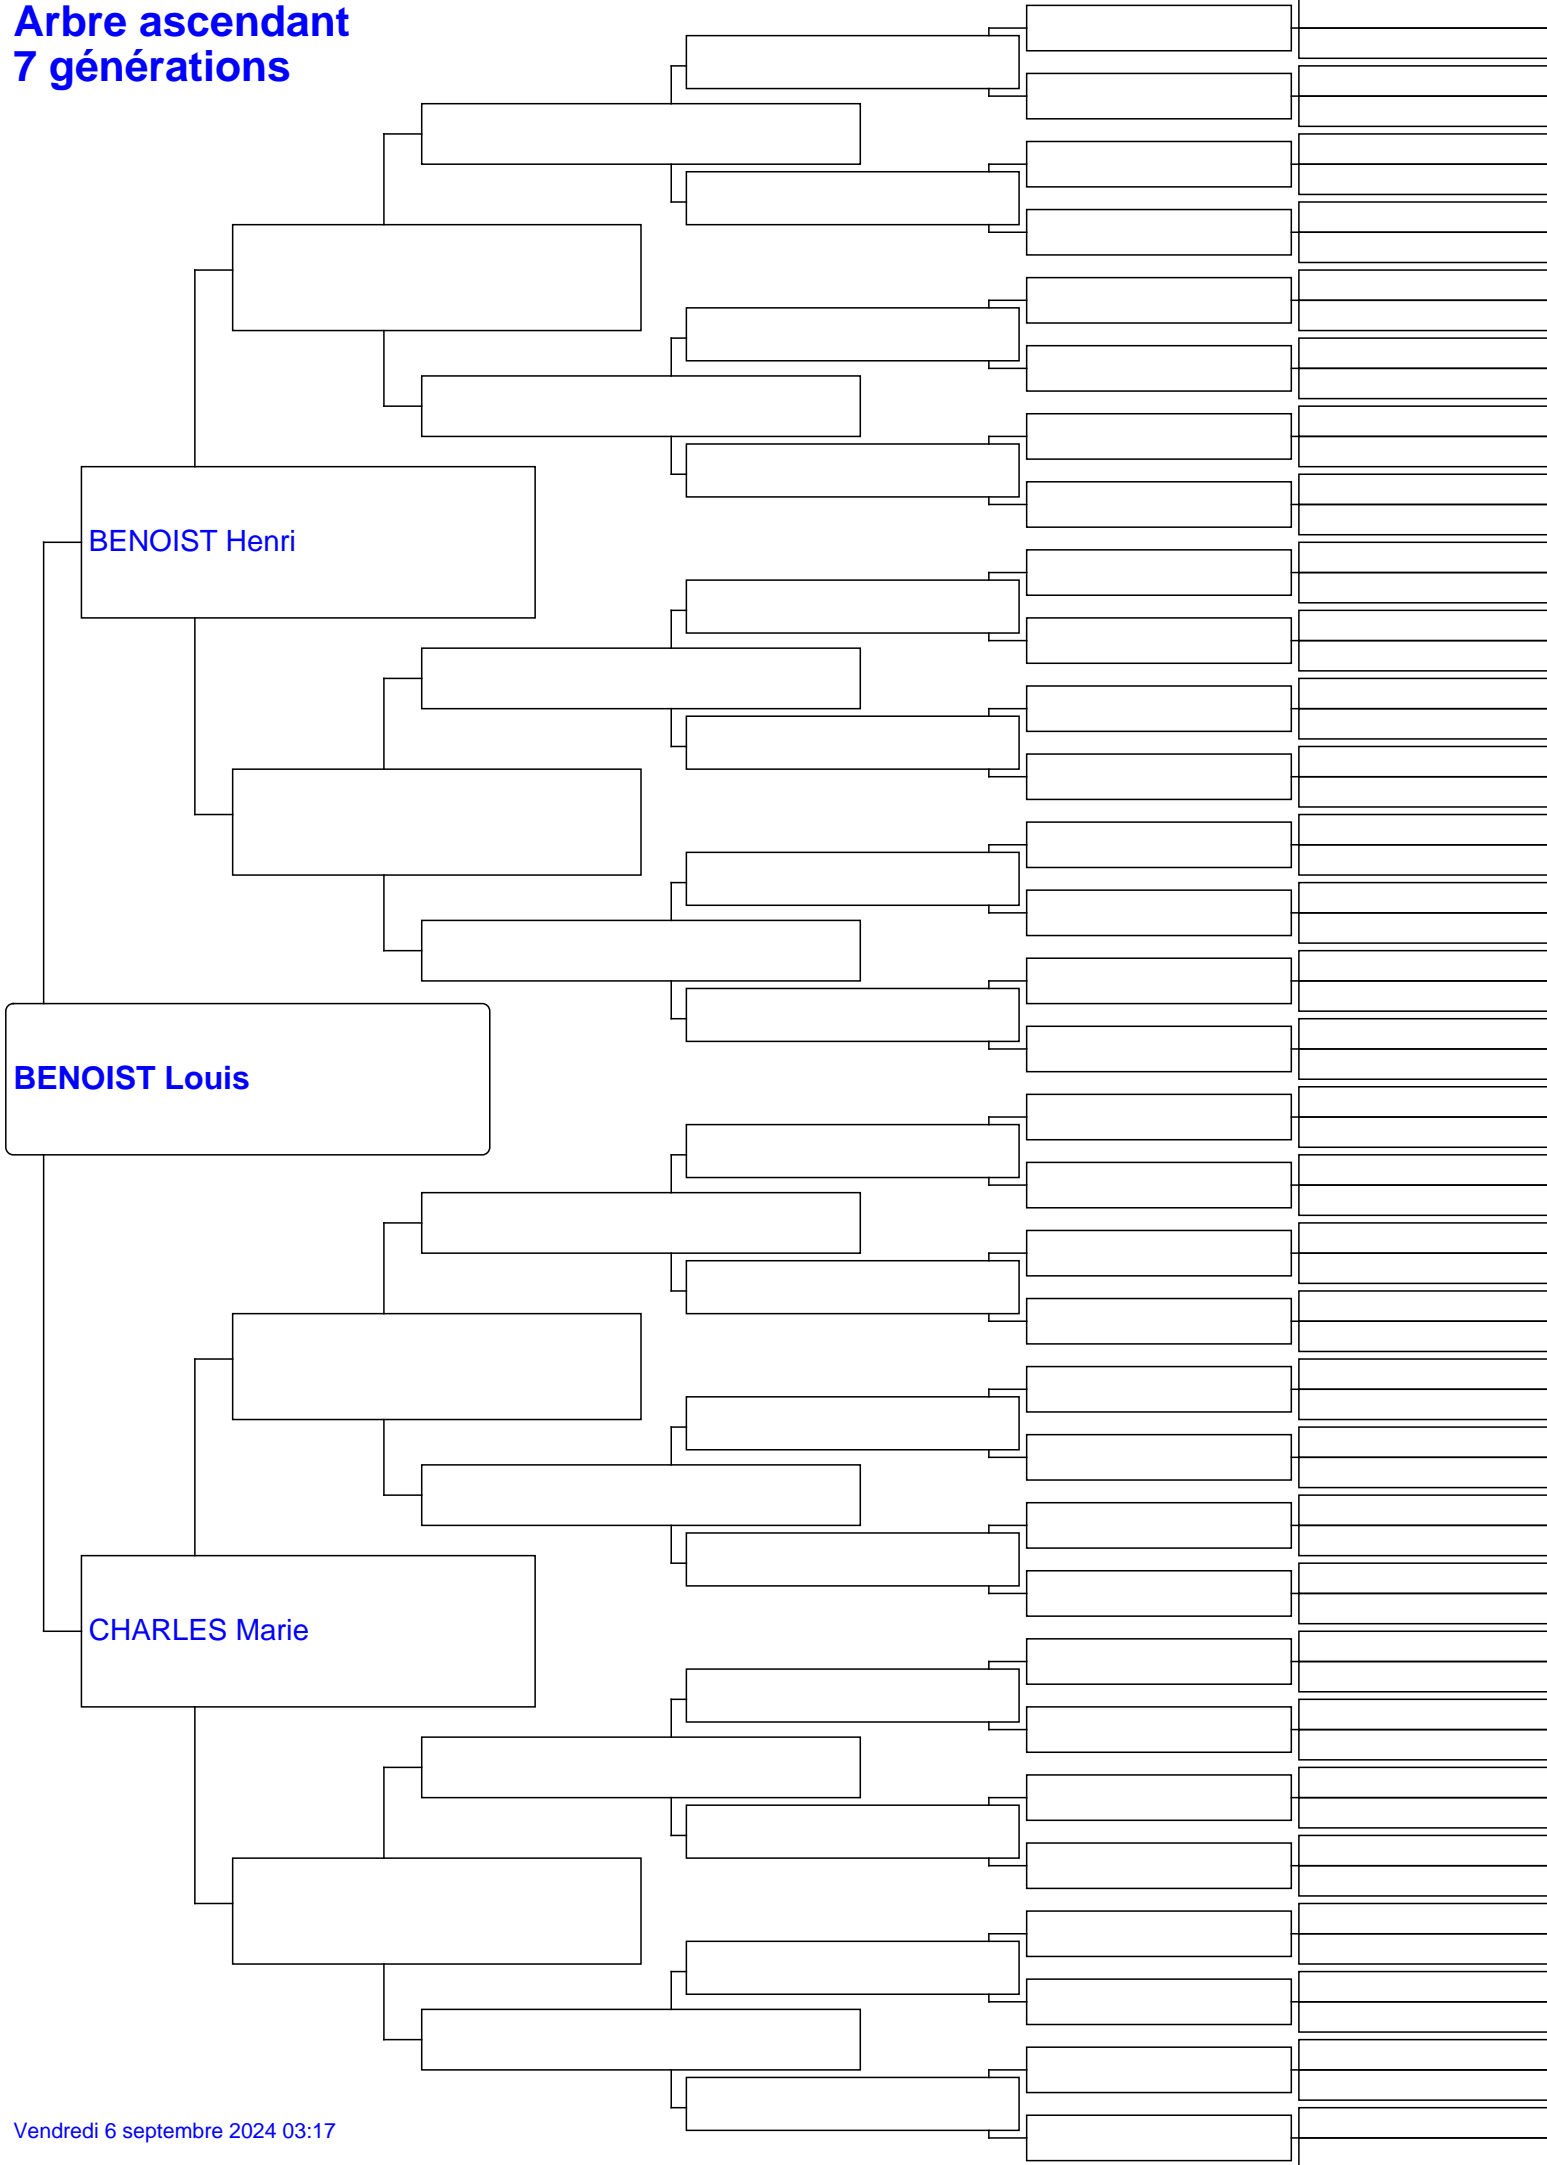 Arbre ascendant
7 générations
BENOIST Henri
BENOIST Louis
CHARLES Marie
Vendredi 6 septembre 2024 03:17